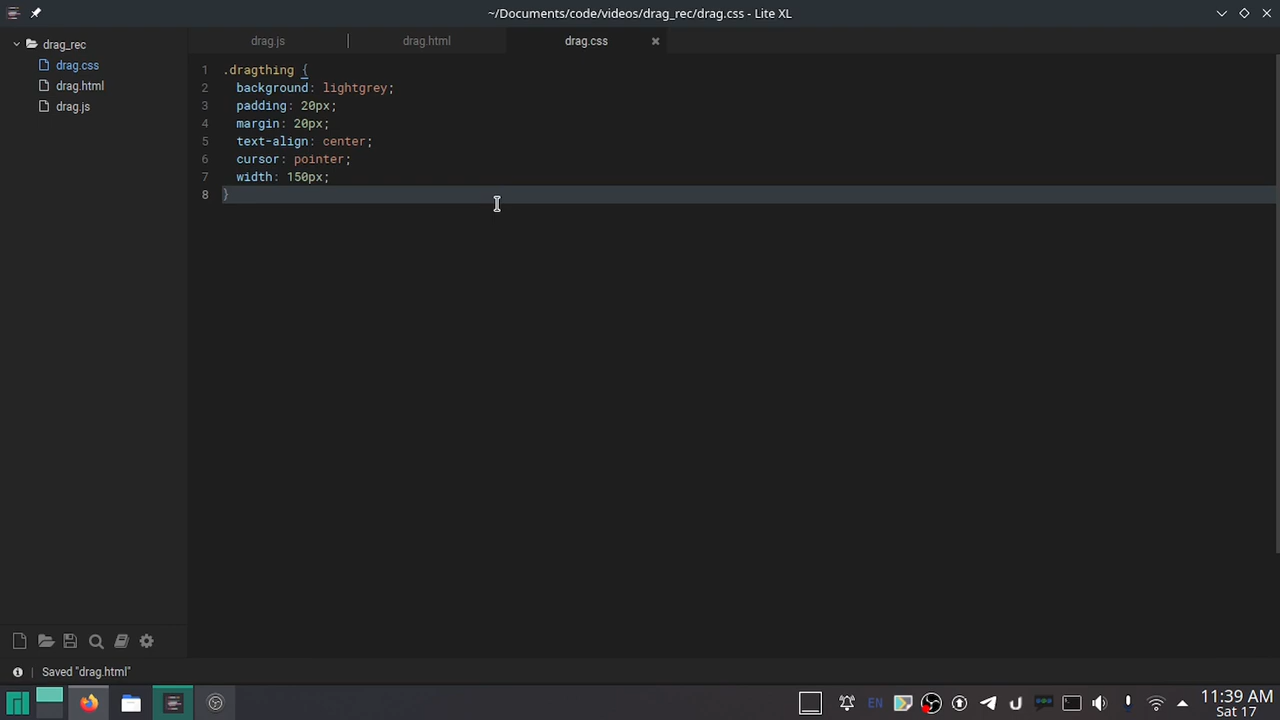 ~/Documents/code/videos/drag_rec/drag.css - Lite XL
drag_rec
drag.css
drag.html
drag.js
drag.js
drag.html
drag.css
1 .dragthing {
2 background: lightgrey;
3 padding: 20px;
4 margin: 20px;
5 text-align: center;
6 cursor: pointer;
7 width: 150px;
8 }
Saved "drag.html"
EN
11:39 AM
Sat 17